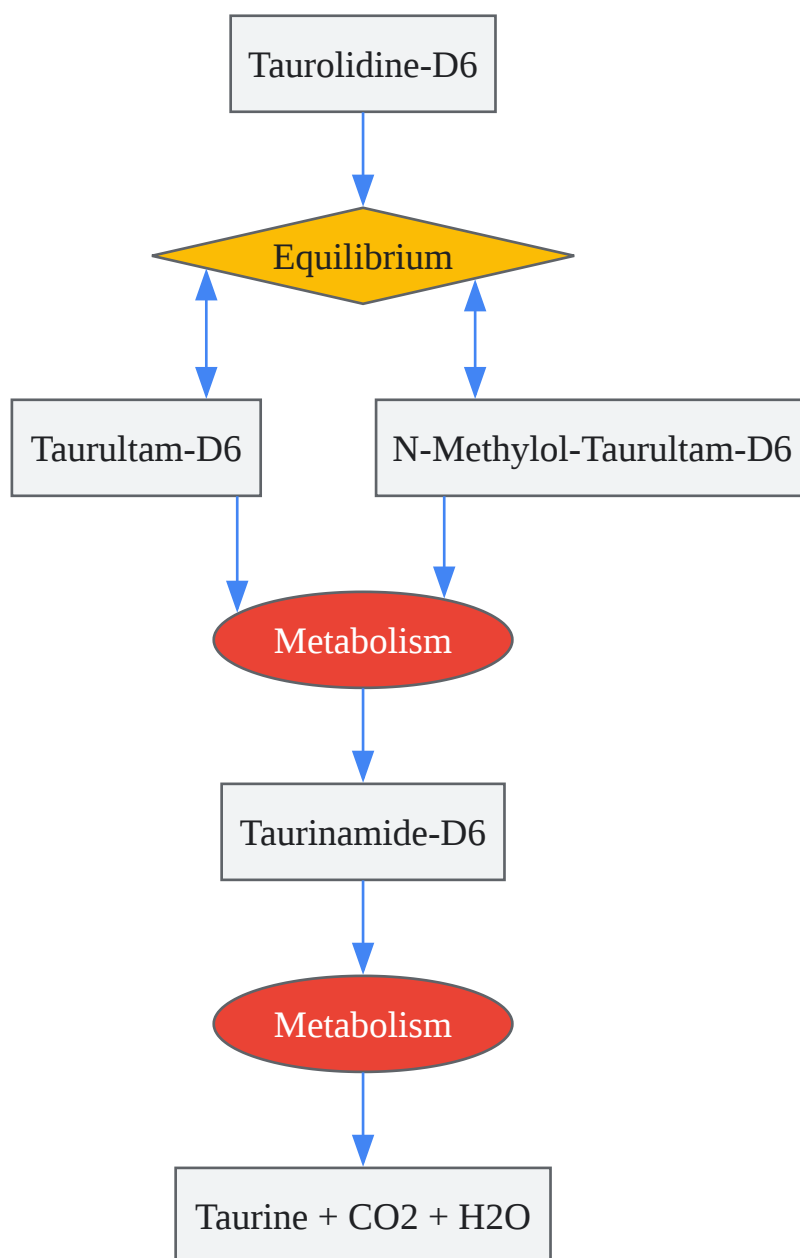 Taurolidine-D6
Equilibrium
Taurultam-D6
N-Methylol-Taurultam-D6
Metabolism
Taurinamide-D6
Metabolism
Taurine + CO2 + H2O